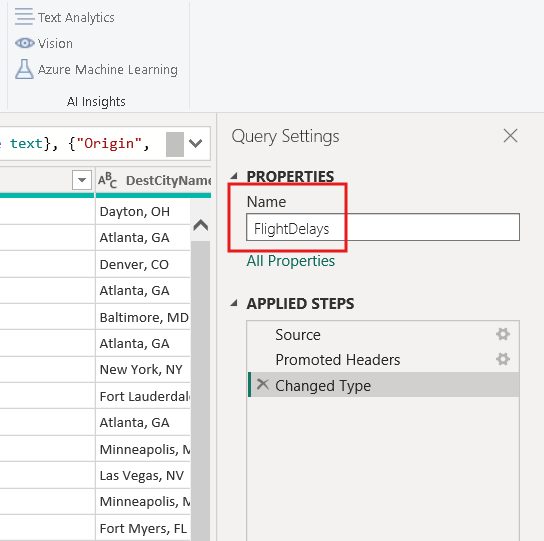 Text Analytics
Vision
Azure Machine Learning
AI Insights
text}, {"Origin",
Query Settings
PROPERTIES
Name
FlightDelays
All Properties
APPLIED STEPS
Source
Promoted Headers
Changed Type
ABC DestCityName
Dayton, OH
Atlanta, GA
Denver, CO
Atlanta, GA
Baltimore, MD
Atlanta, GA
New York, NY
Fort Lauderdale
Atlanta, GA
Minneapolis, M
Las Vegas, NV
Minneapolis, M
Fort Myers, FL